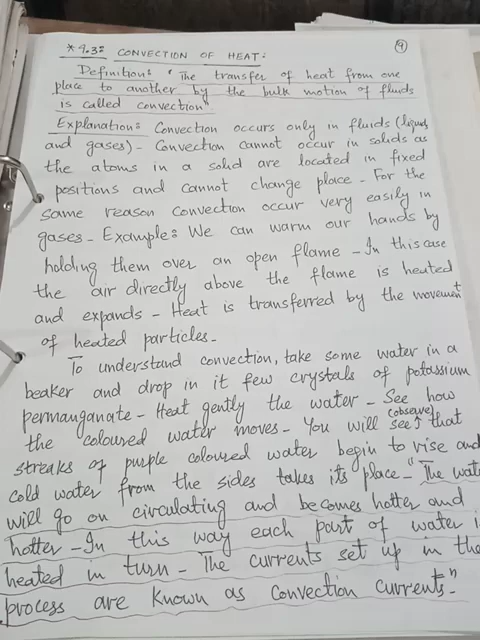 9
* 9.3: CONVECTION OF HEAT:
Definition: "The transfer of heat from one
place to another by the bulk motion of fluids
is called convection"
Explanation: Convection occurs only in fluids (liquids
and gases)- Convection cannot occur in solids as
the atoms in a solid are located in fixed
positions and cannot change place- For the
same reason convection occur very easily in
gases- Example: We can warm our hands by
holding them over an open flame- In this case
the air directly above the flame is heated
and expands- Heat is transferred by the movement
of heated particles-
To understand convection, take some water in a
beaker and drop in it few crystals of potassium
permanganate- Heat gently the water- See how
the coloured water moves- You will see (observe) that
streaks of purple coloured water begin to rise and
cold water from the sides takes its place- "The water
will go on circulating and becomes hotter and
hotter- In this way each part of water i
heated in turn- The currents set up in the
process are known as convection currents-"